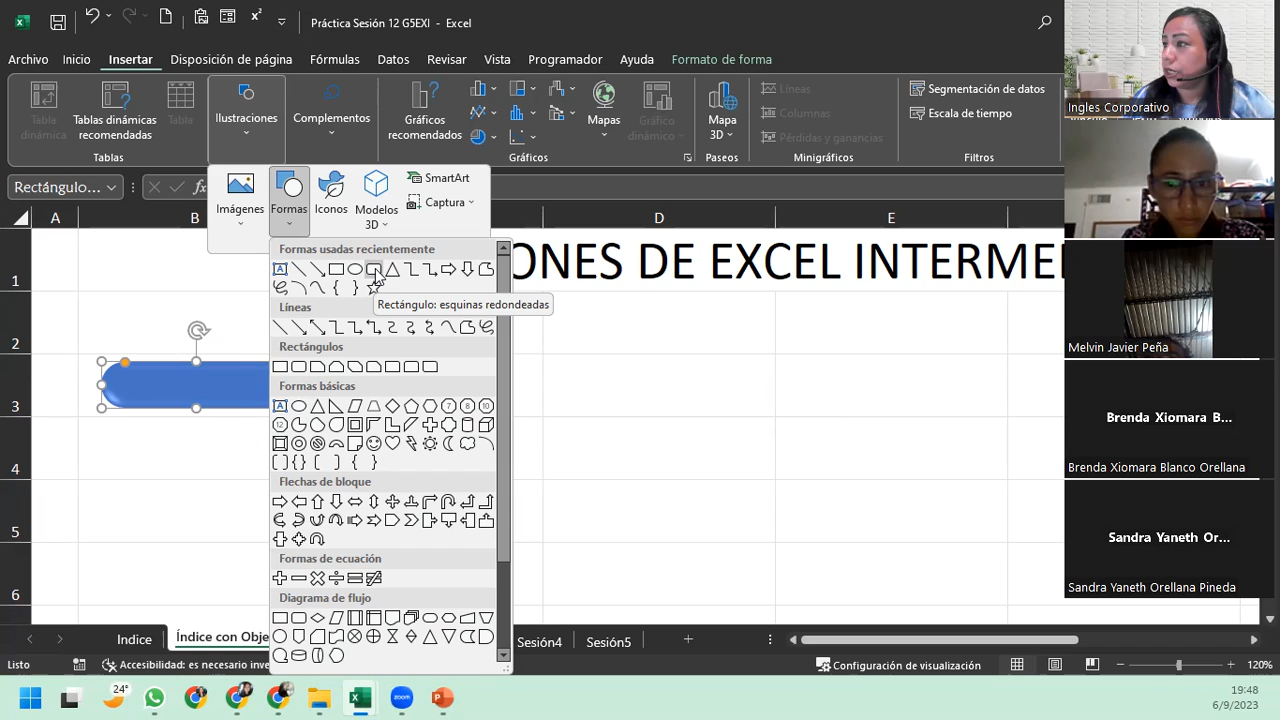 Práctica Sesión 12 G5EXI - Excel
Archivo Inicio Insertar Disposición de página Fórmulas Datos Revisar Vista Programador Ayuda Formato de forma
Tabla dinámica
Tablas dinámicas recomendadas
Tabla
Tablas
Ilustraciones
Complementos
Gráficos recomendados
Mapas
Gráfico dinámico
Gráficos
Mapa 3D
Paseos
Líneas
Columnas
Pérdidas y ganancias
Minigráficos
Segmentación de datos
Escala de tiempo
Filtros
Rectángulo...
fx
Imágenes
Formas
Iconos
Modelos 3D
SmartArt
Captura
A B D E
1
2
3
4
5
6
ONES DE EXCEL INTERME
Formas usadas recientemente
Rectángulo: esquinas redondeadas
Líneas
Rectángulos
Formas básicas
Flechas de bloque
Formas de ecuación
Diagrama de flujo
Indice Índice con Obje Sesión4 Sesión5
Listo
Accesibilidad: es necesario inve
Configuración de visualización
120%
24°
19:48
6/9/2023
Ingles Corporativo
Melvin Javier Peña
Brenda Xiomara B...
Brenda Xiomara Blanco Orellana
Sandra Yaneth Or...
Sandra Yaneth Orellana Pineda